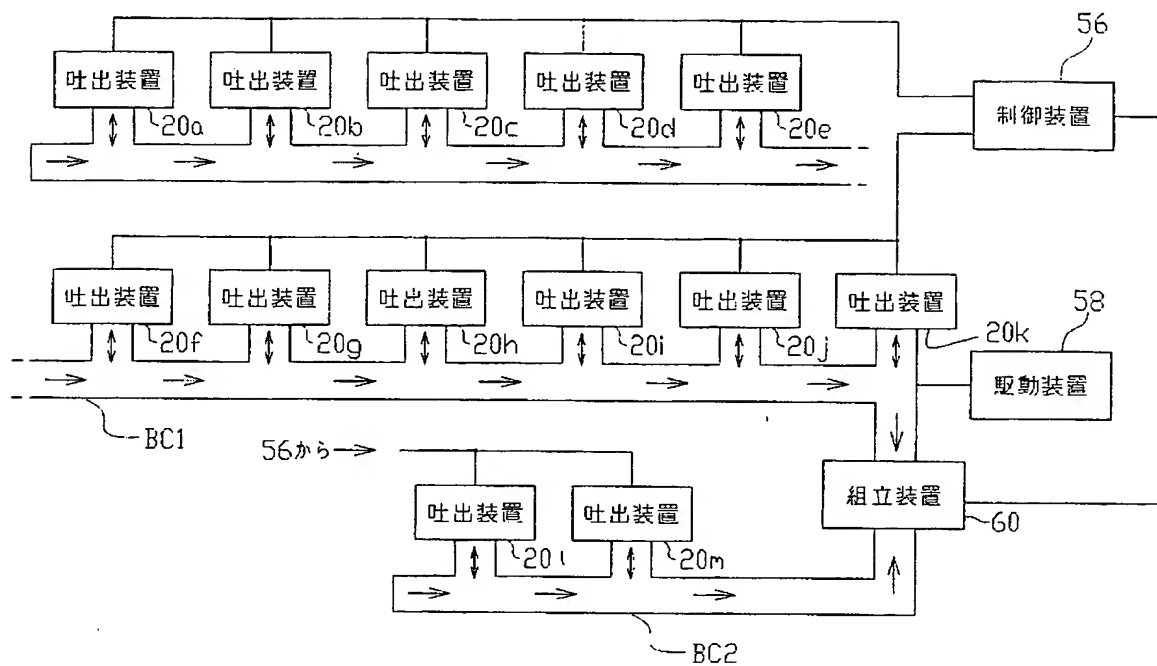 56
吐出装置
吐出装置
吐出装置
吐出装置
吐出装置
制御装置
20a
20b
20c
20d
20e
吐出装置
吐出装置
吐出装置
吐出装置
吐出装置
吐出装置
58
20f
20g
20h
20i
20j
20k
駆動装置
BC1
56から
組立装置
吐出装置
吐出装置
60
20l
20m
BC2